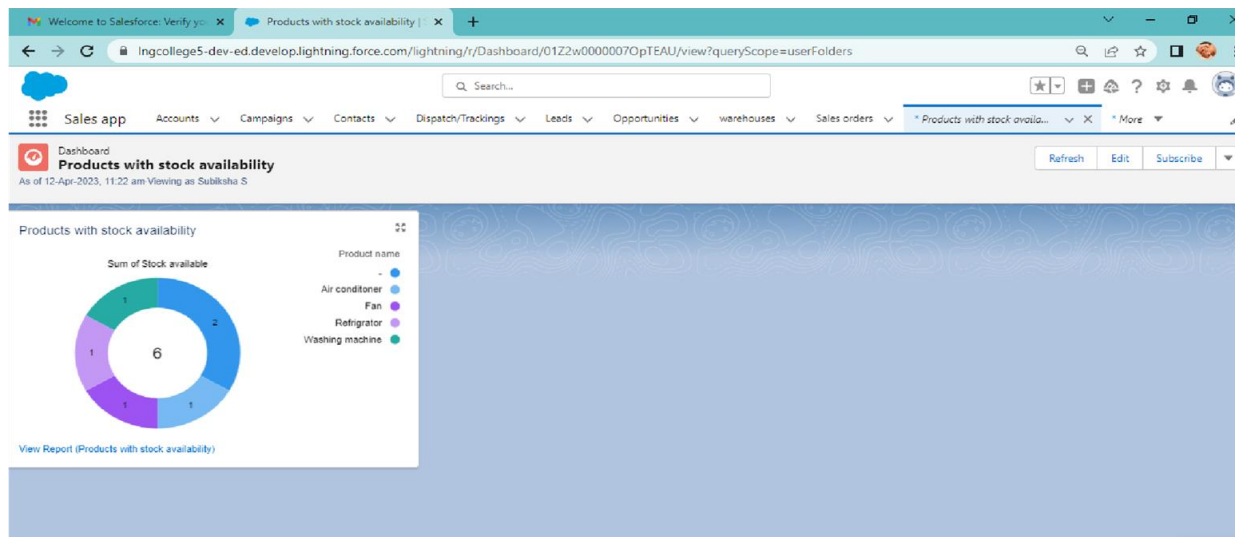 Welcome to Salesforce: Verify yo
Products with stock availability |
lngcollege5-dev-ed.develop.lightning.force.com/lightning/r/Dashboard/01Z2w0000007OpTEAU/view?queryScope=userFolders
Search...
Sales app Accounts Campaigns Contacts Dispatch/Trackings Leads Opportunities warehouses Sales orders * Products with stock availa... * More
Dashboard
Products with stock availability
As of 12-Apr-2023, 11:22 am Viewing as Subiksha S
Refresh Edit Subscribe
Products with stock availability
Sum of Stock available
Product name
-
Air conditoner
Fan
Refrigrator
Washing machine
1
2
1
6
1
1
View Report (Products with stock availability)